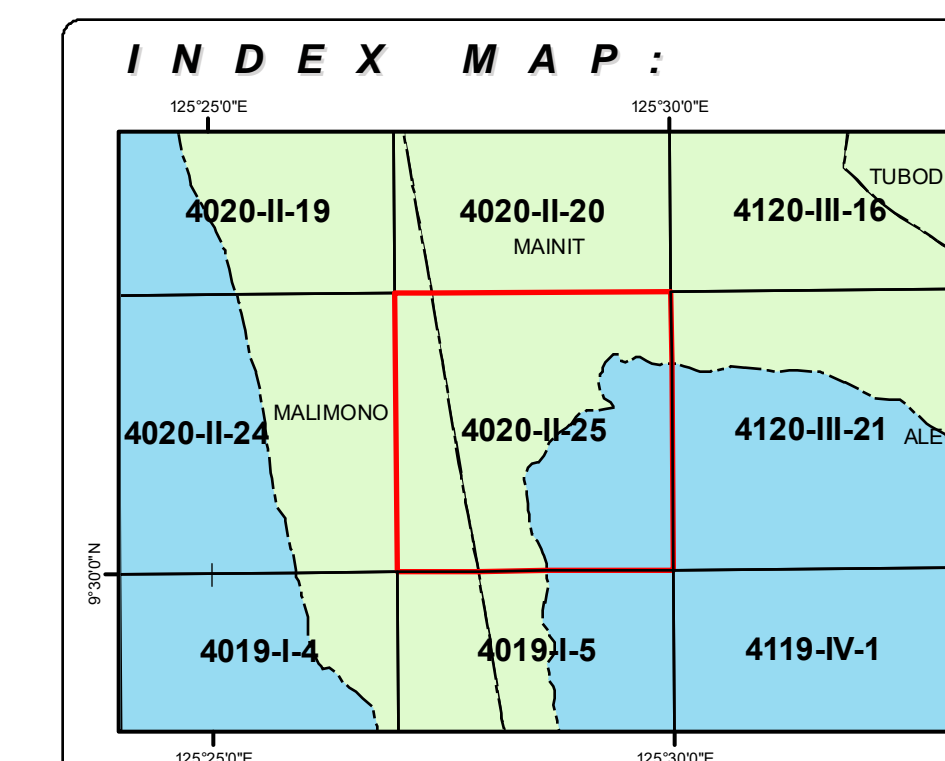 INDEX MAP:
125°25'0"E
125°30'0"E
TUBOD
4020-II-19
4020-II-20
4120-III-16
MAINIT
MALIMONO
4020-II-24
4020-II-25
4120-III-21
ALE
9°30'0"N
4019-I-4
4019-I-5
4119-IV-1
125°25'0"E
125°30'0"E